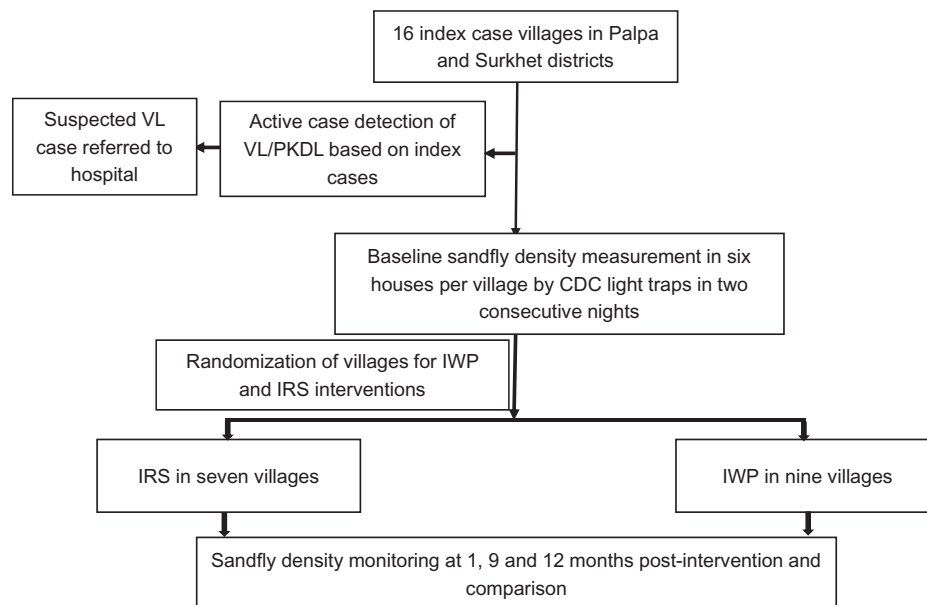 16 index case villages in Palpa
and Surkhet districts
Suspected VL
case referred to
hospital
Active case detection of
VL/PKDL based on index
cases
Baseline sandfly density measurement in six
houses per village by CDC light traps in two
consecutive nights
Randomization of villages for IWP
and IRS interventions
IRS in seven villages
IWP in nine villages
Sandfly density monitoring at 1, 9 and 12 months post-intervention and
comparison